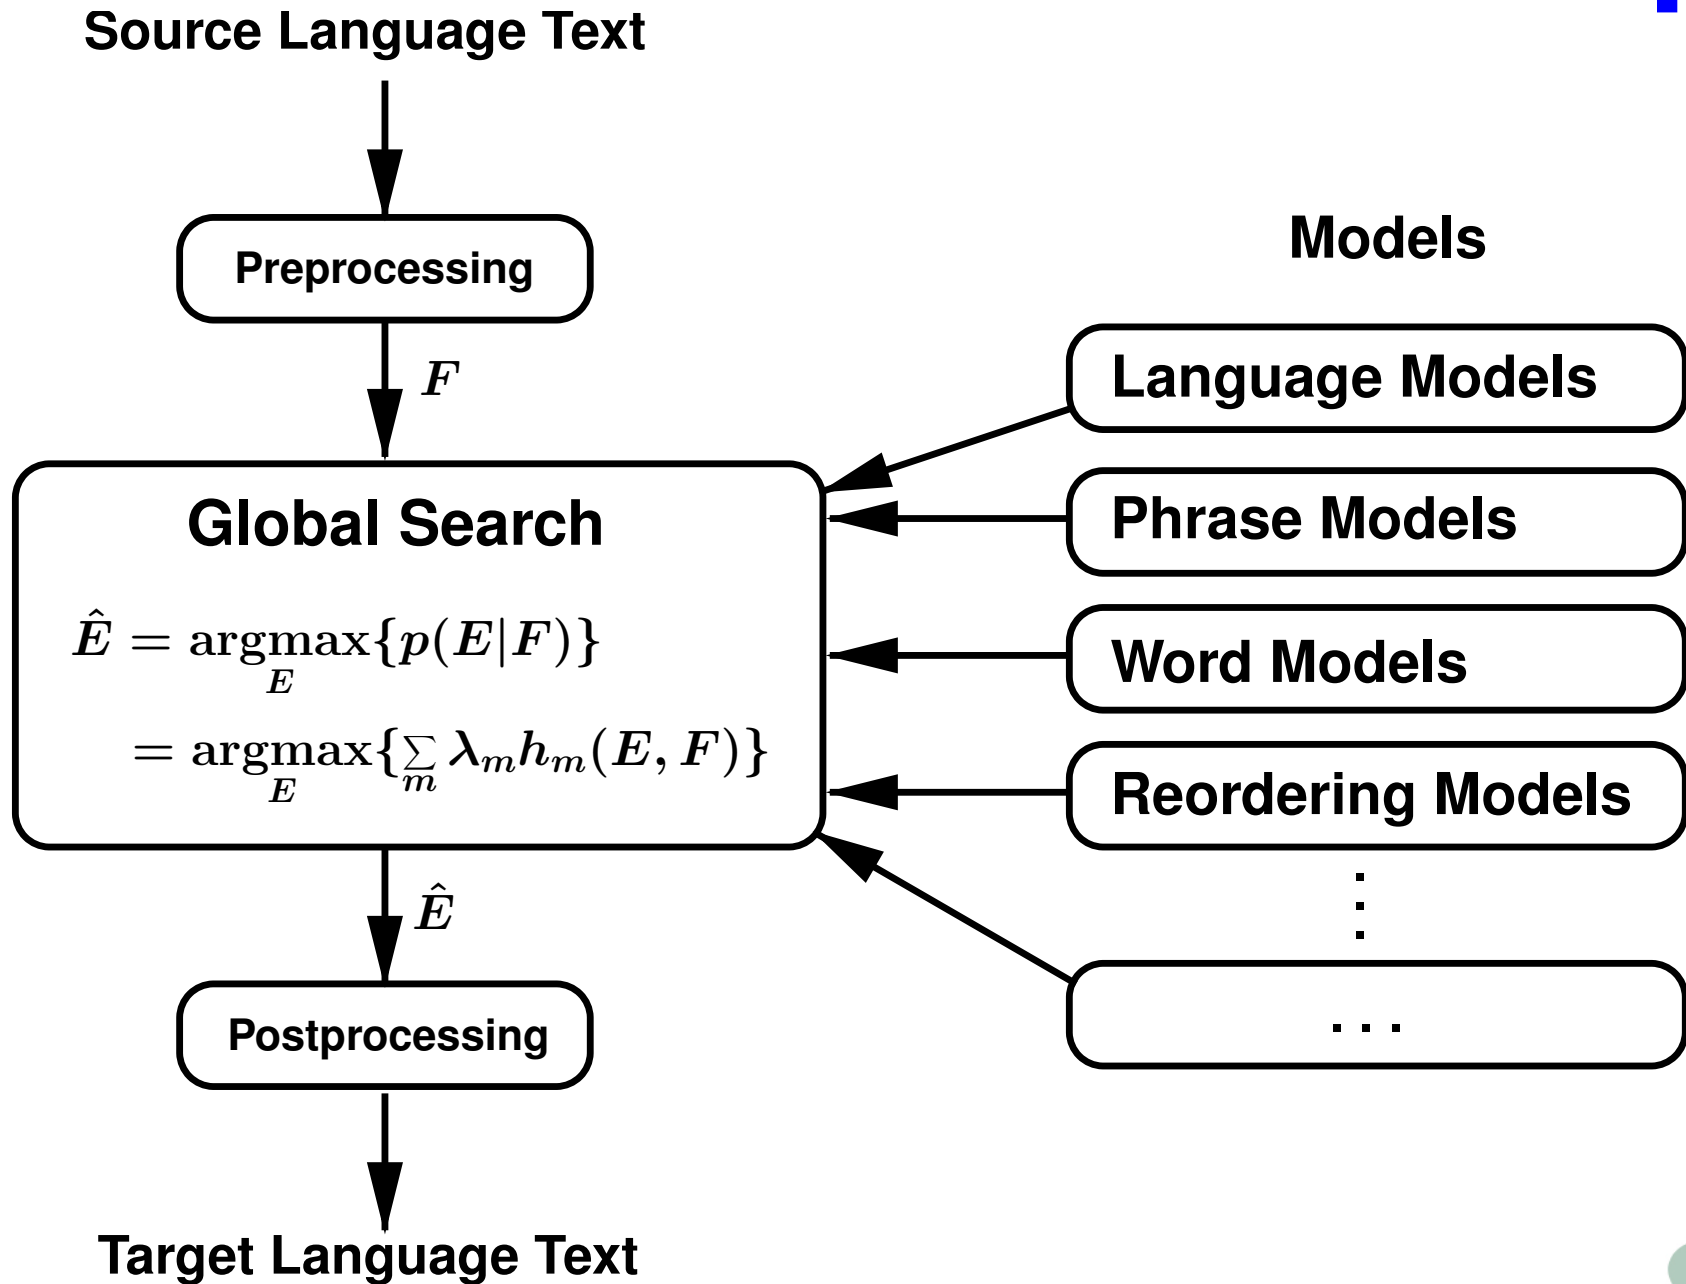 Source Language Text
Preprocessing
F
Models
Language Models
Phrase Models
Word Models
Reordering Models
. . .
. . .
Global Search
Ê = argmax{p(E|F)}
E
= argmax{∑ λₘhₘ(E, F)}
E m
Ê
Postprocessing
Target Language Text